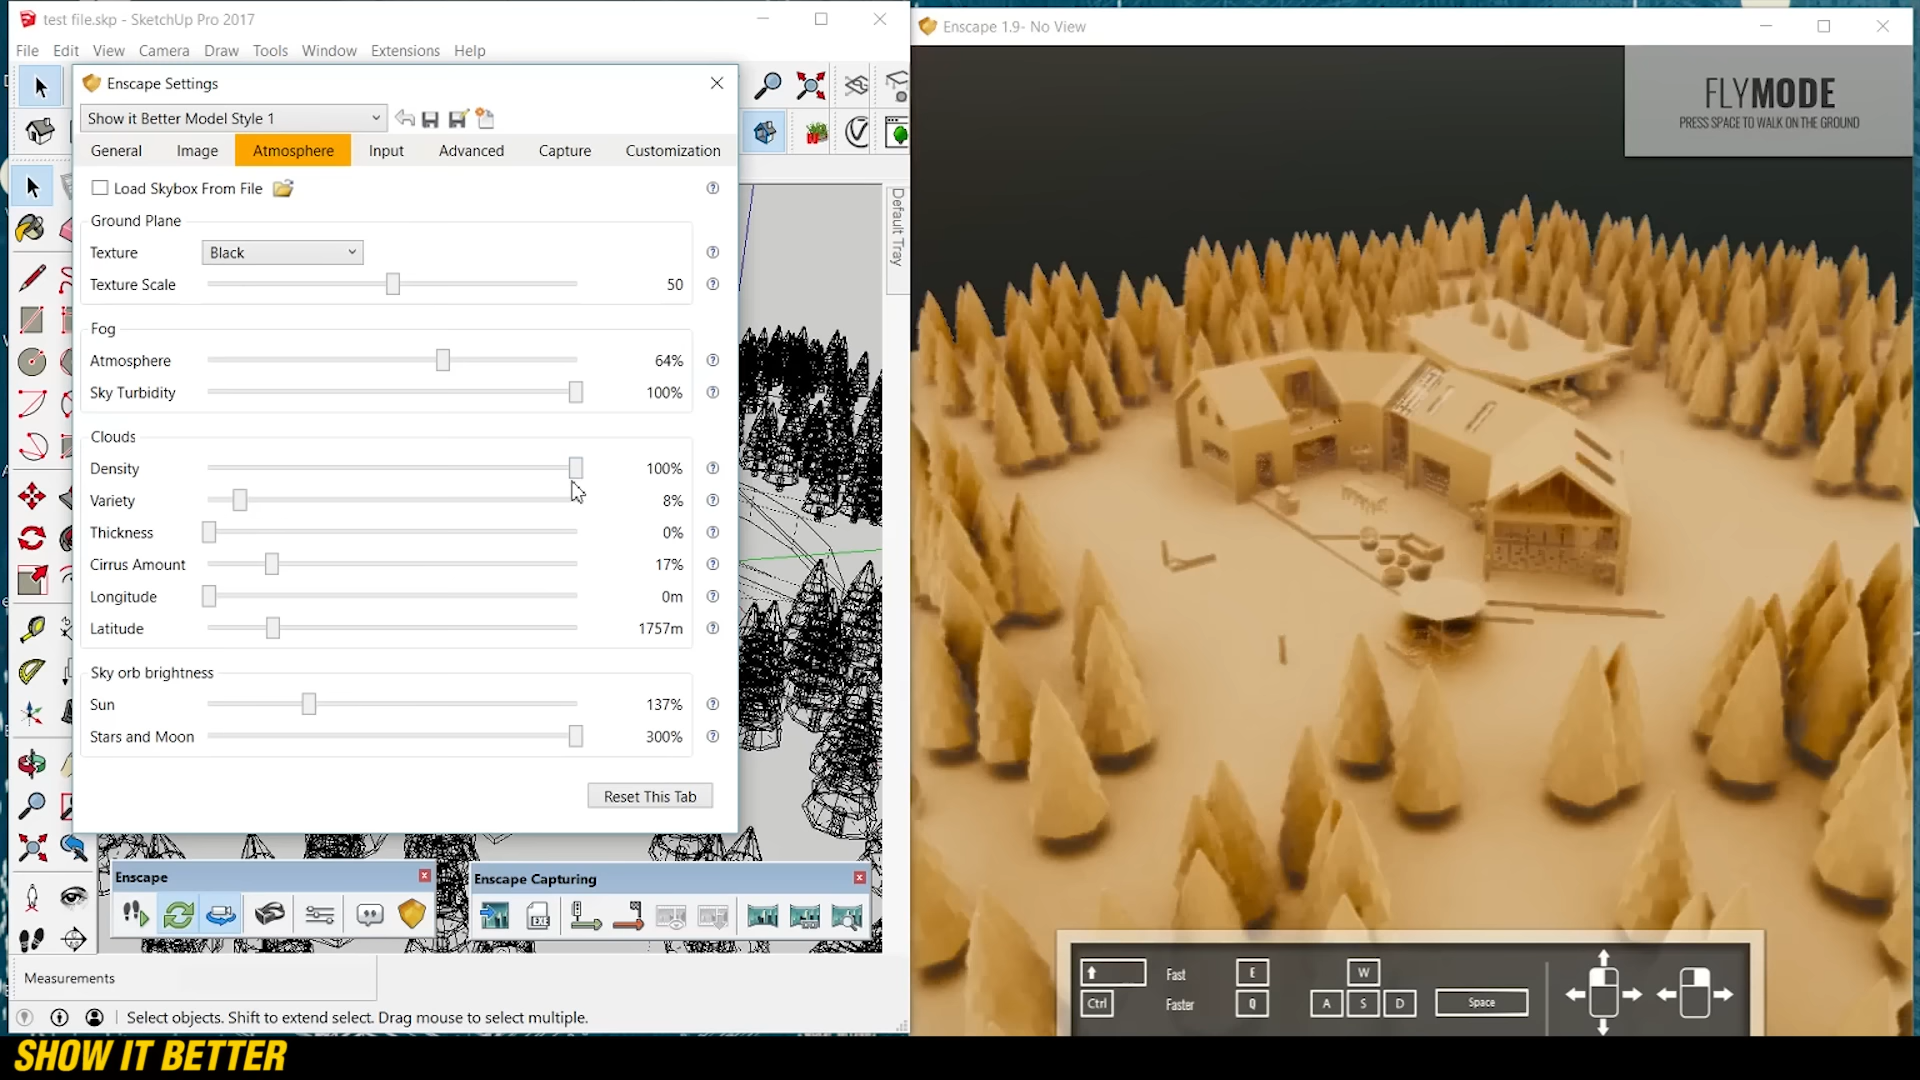 test file.skp - SketchUp Pro 2017
File Edit View Camera Draw Tools Window Extensions Help
Enscape Settings
Show it Better Model Style 1
General Image Atmosphere Input Advanced Capture Customization
Load Skybox From File
Ground Plane
Texture Black
Texture Scale 50
Fog
Atmosphere 64%
Sky Turbidity 100%
Clouds
Density 100%
Variety 8%
Thickness 0%
Cirrus Amount 17%
Longitude 0m
Latitude 1757m
Sky orb brightness
Sun 137%
Stars and Moon 300%
Reset This Tab
Default Tray
Enscape
Enscape Capturing
Measurements
Select objects. Shift to extend select. Drag mouse to select multiple.
Enscape 1.9- No View
FLYMODE
PRESS SPACE TO WALK ON THE GROUND
Fast E W
Ctrl Faster Q A S D Space
SHOW IT BETTER